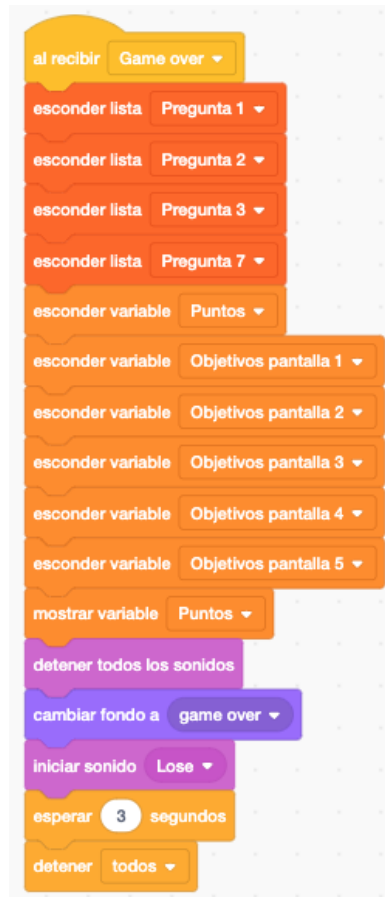 al recibir Game over
esconder lista Pregunta 1
esconder lista Pregunta 2
esconder lista Pregunta 3
esconder lista Pregunta 7
esconder variable Puntos
esconder variable Objetivos pantalla 1
esconder variable Objetivos pantalla 2
esconder variable Objetivos pantalla 3
esconder variable Objetivos pantalla 4
esconder variable Objetivos pantalla 5
mostrar variable Puntos
detener todos los sonidos
cambiar fondo a game over
iniciar sonido Lose
esperar 3 segundos
detener todos